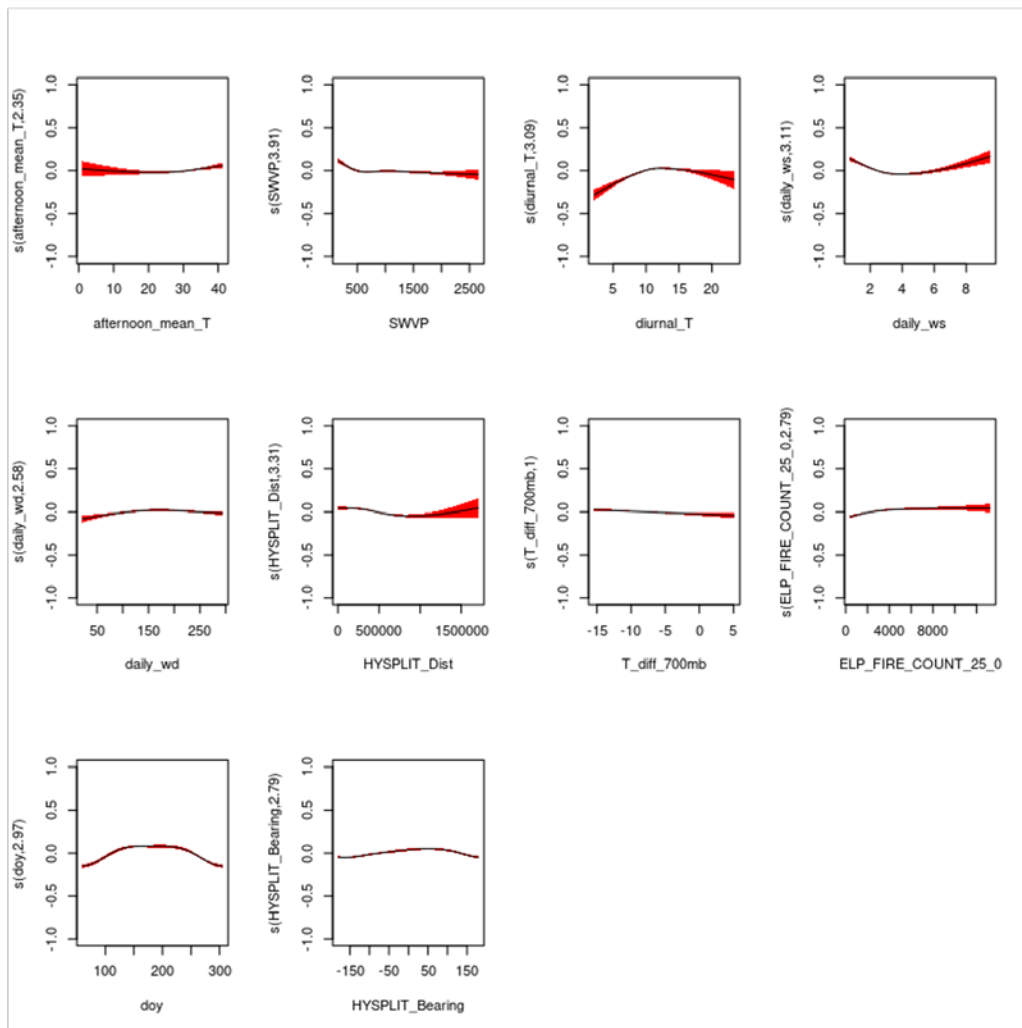 s(afternoon_mean_T,2.35)
1.0
0.5
0.0
-0.5
-1.0
0 10 20 30 40
afternoon_mean_T
s(SWVP,3.91)
1.0
0.5
0.0
-0.5
-1.0
500 1500 2500
SWVP
s(diurnal_T,3.09)
1.0
0.5
0.0
-0.5
-1.0
5 10 15 20
diurnal_T
s(daily_ws,3.11)
1.0
0.5
0.0
-0.5
-1.0
2 4 6 8
daily_ws
s(daily_wd,2.58)
1.0
0.5
0.0
-0.5
-1.0
50 150 250
daily_wd
s(HYSPLIT_Dist,3.31)
1.0
0.5
0.0
-0.5
-1.0
0 500000 1500000
HYSPLIT_Dist
s(T_diff_700mb,1)
1.0
0.5
0.0
-0.5
-1.0
-15 -10 -5 0 5
T_diff_700mb
s(ELP_FIRE_COUNT_25_0,2.79)
1.0
0.5
0.0
-0.5
-1.0
0 4000 8000
ELP_FIRE_COUNT_25_0
s(doy,2.97)
1.0
0.5
0.0
-0.5
-1.0
100 200 300
doy
s(HYSPLIT_Bearing,2.79)
1.0
0.5
0.0
-0.5
-1.0
-150 -50 50 150
HYSPLIT_Bearing